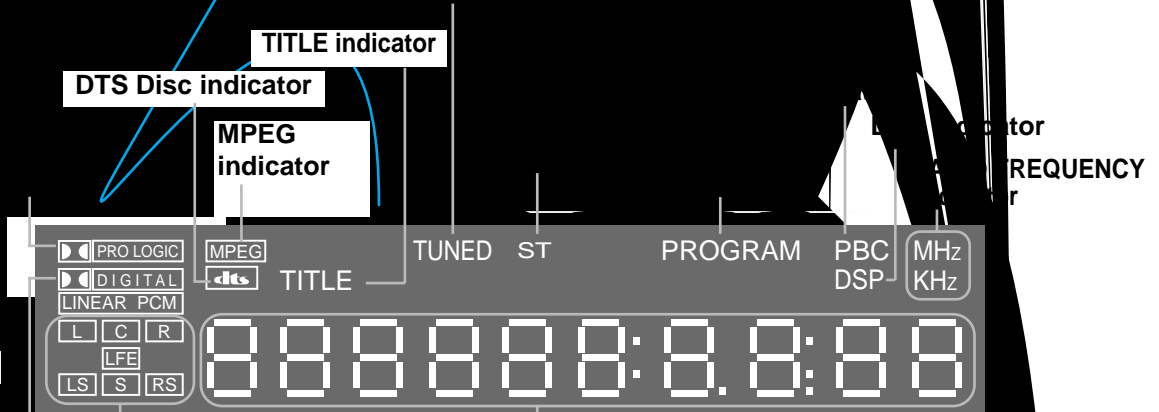 TITLE indicator
DTS Disc indicator
MPEG
indicator
FREQUENCY
PRO LOGIC
MPEG
TUNED
ST
PROGRAM
PBC
MHz
DIGITAL
dts
TITLE
DSP
KHz
LINEAR PCM
L C R
LFE
LS S RS